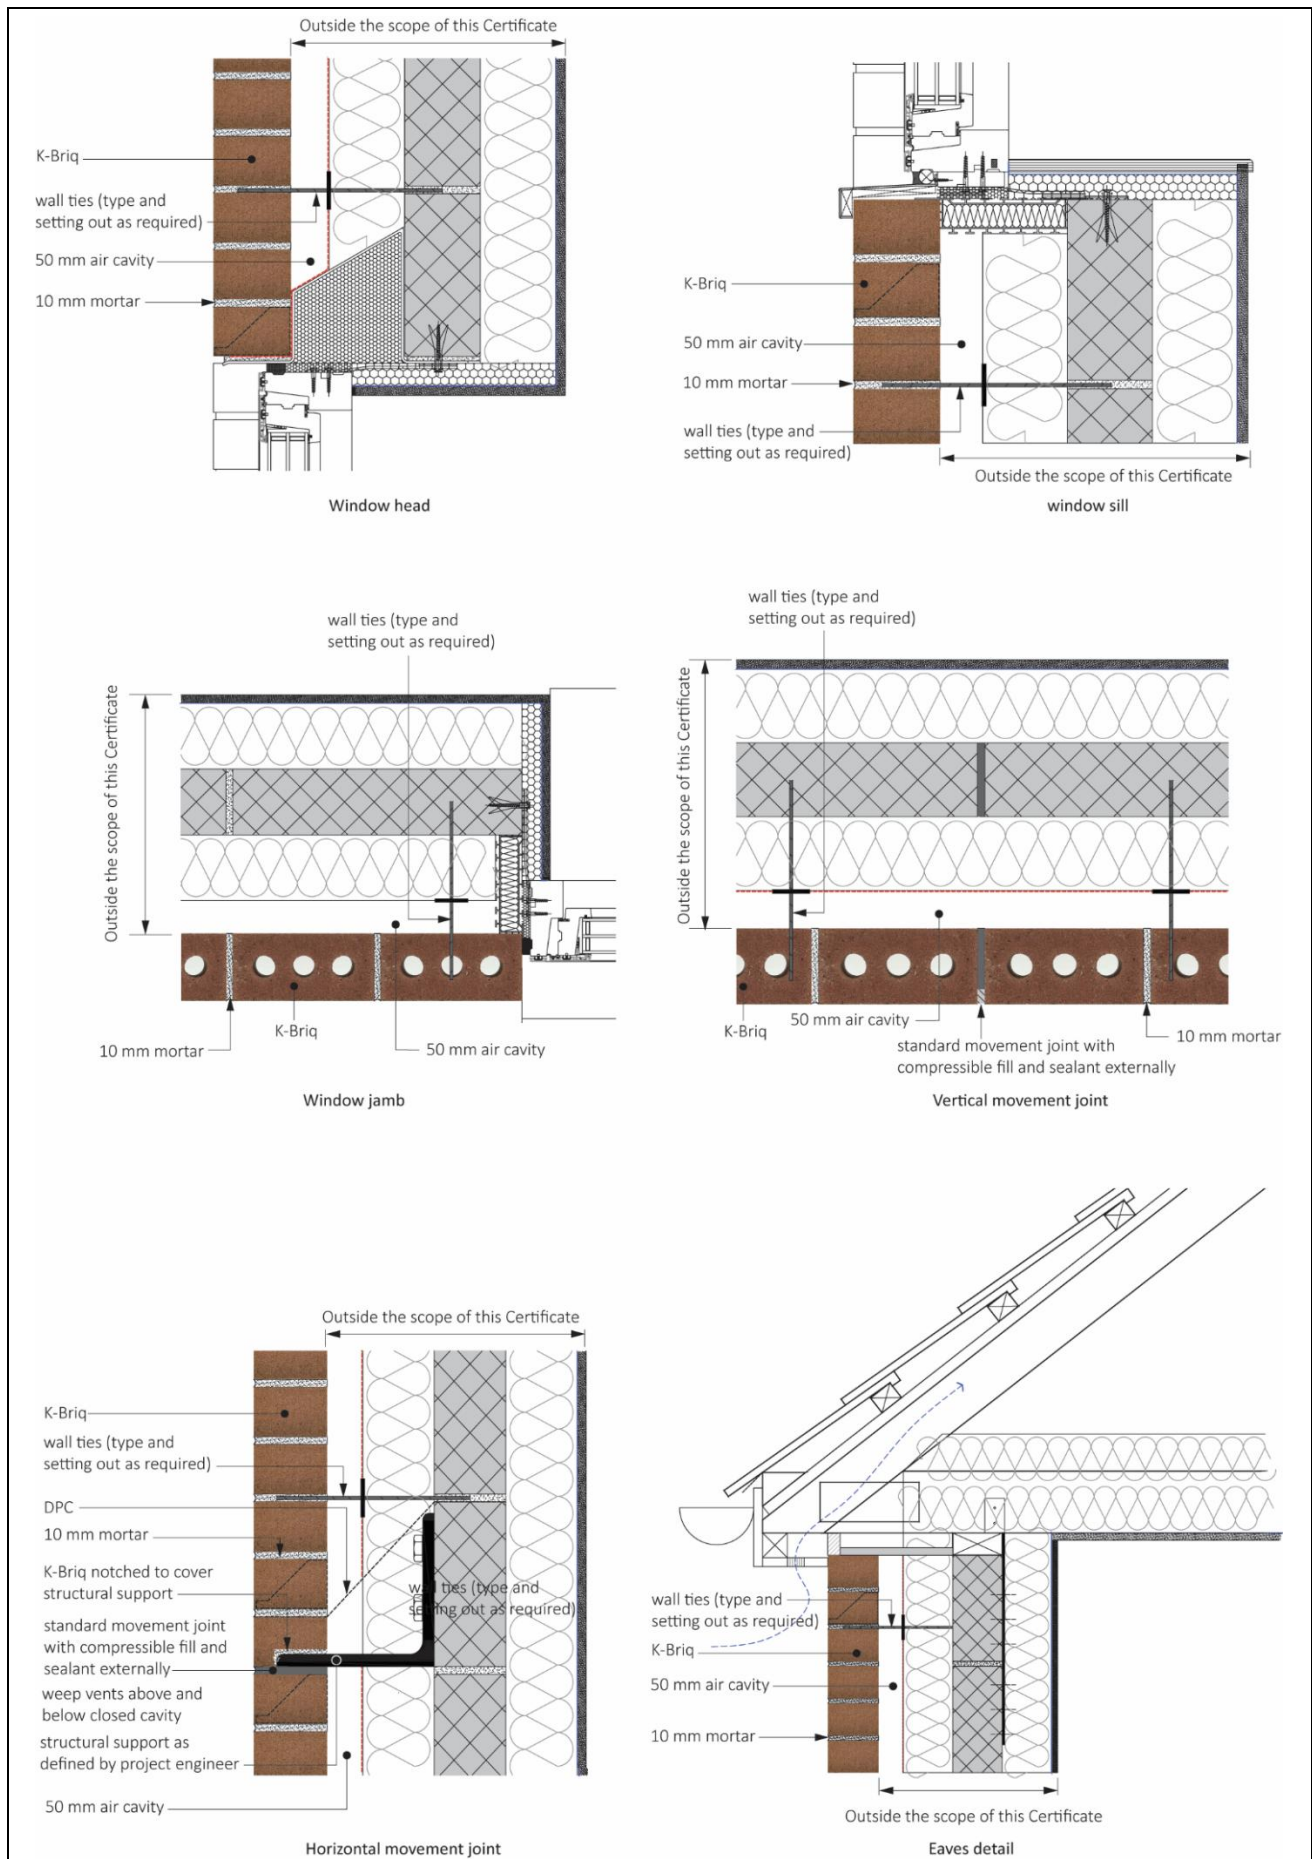 Outside the scope of this Certificate
K-Briq
wall ties (type and
setting out as required)
50 mm air cavity
10 mm mortar
Window head
K-Briq
50 mm air cavity
10 mm mortar
wall ties (type and
setting out as required)
Outside the scope of this Certificate
window sill
wall ties (type and
setting out as required)
Outside the scope of this Certificate
K-Briq
10 mm mortar
50 mm air cavity
Window jamb
wall ties (type and
setting out as required)
Outside the scope of this Certificate
K-Briq
50 mm air cavity
10 mm mortar
standard movement joint with
compressible fill and sealant externally
Vertical movement joint
Outside the scope of this Certificate
K-Briq
wall ties (type and
setting out as required)
DPC
10 mm mortar
K-Briq notched to cover
structural support
wall ties (type and
setting out as required)
standard movement joint
with compressible fill and
sealant externally
weep vents above and
below closed cavity
structural support as
defined by project engineer
50 mm air cavity
Horizontal movement joint
wall ties (type and
setting out as required)
K-Briq
50 mm air cavity
10 mm mortar
Outside the scope of this Certificate
Eaves detail